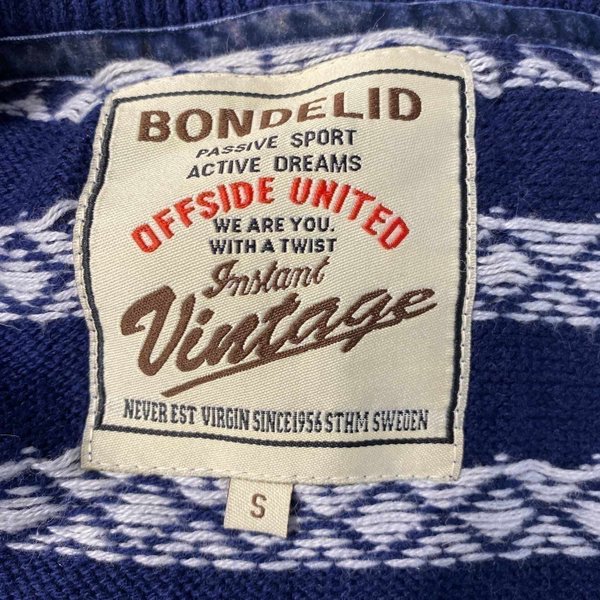 BONDELID
PASSIVE SPORT
ACTIVE DREAMS
OFFSIDE UNITED
WE ARE YOU.
WITH A TWIST
Instant
Vintage
NEVER EST VIRGIN SINCE1956 STHM SWEDEN
S